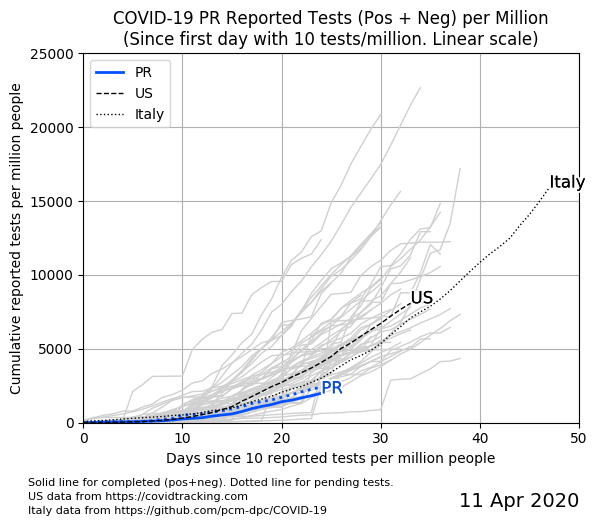 COVID-19 PR Reported Tests (Pos + Neg) per Million
(Since first day with 10 tests/million. Linear scale)
Cumulative reported tests per million people
25000
20000
15000
10000
5000
0
PR
US
Italy
Italy
US
PR
0 10 20 30 40 50
Days since 10 reported tests per million people
Solid line for completed (pos+neg). Dotted line for pending tests.
US data from https://covidtracking.com
Italy data from https://github.com/pcm-dpc/COVID-19
11 Apr 2020